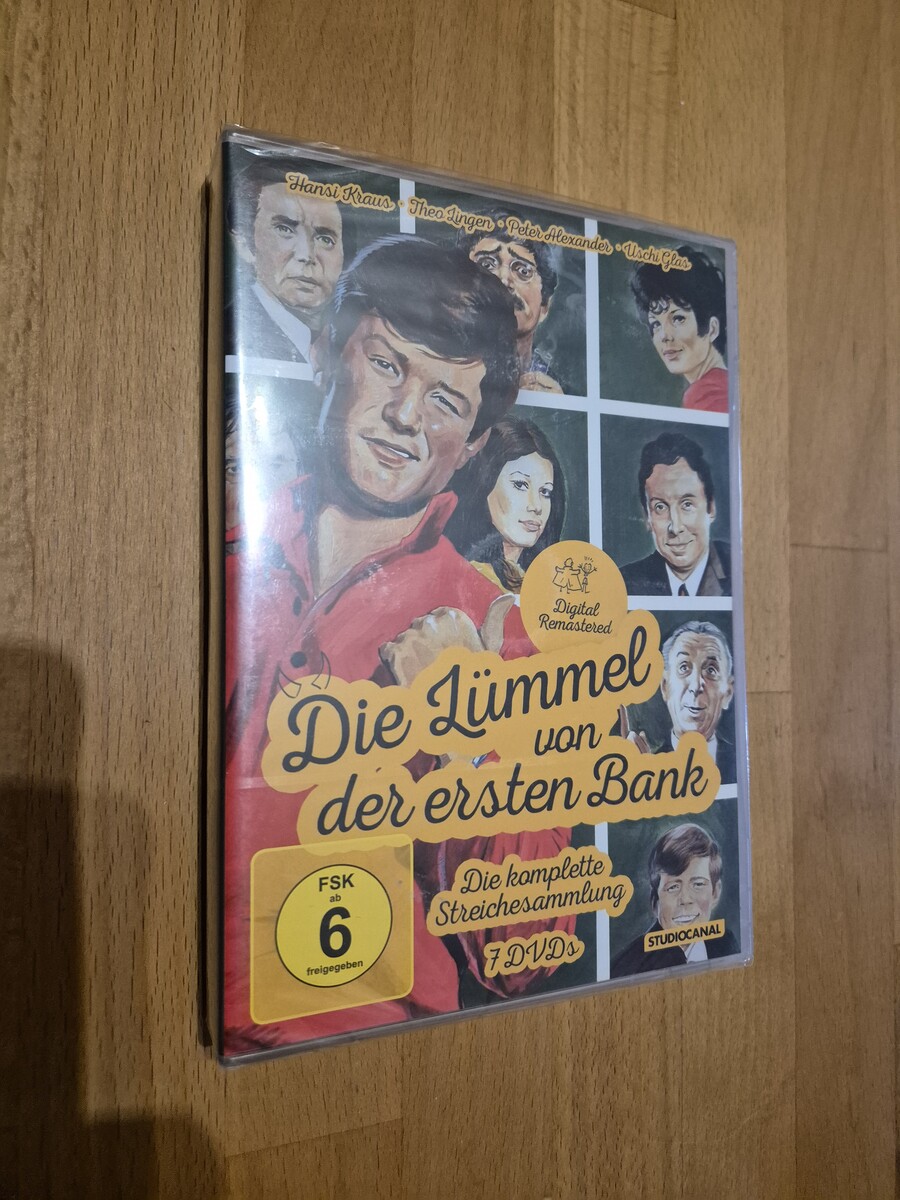 Hansi Kraus • Theo Lingen • Peter Alexander • Uschi Glas
Digital
Remastered
Die Lümmel
von
der ersten Bank
Die komplette
Streichesammlung
7 DVDs
FSK
ab
6
freigegeben
STUDIOCANAL